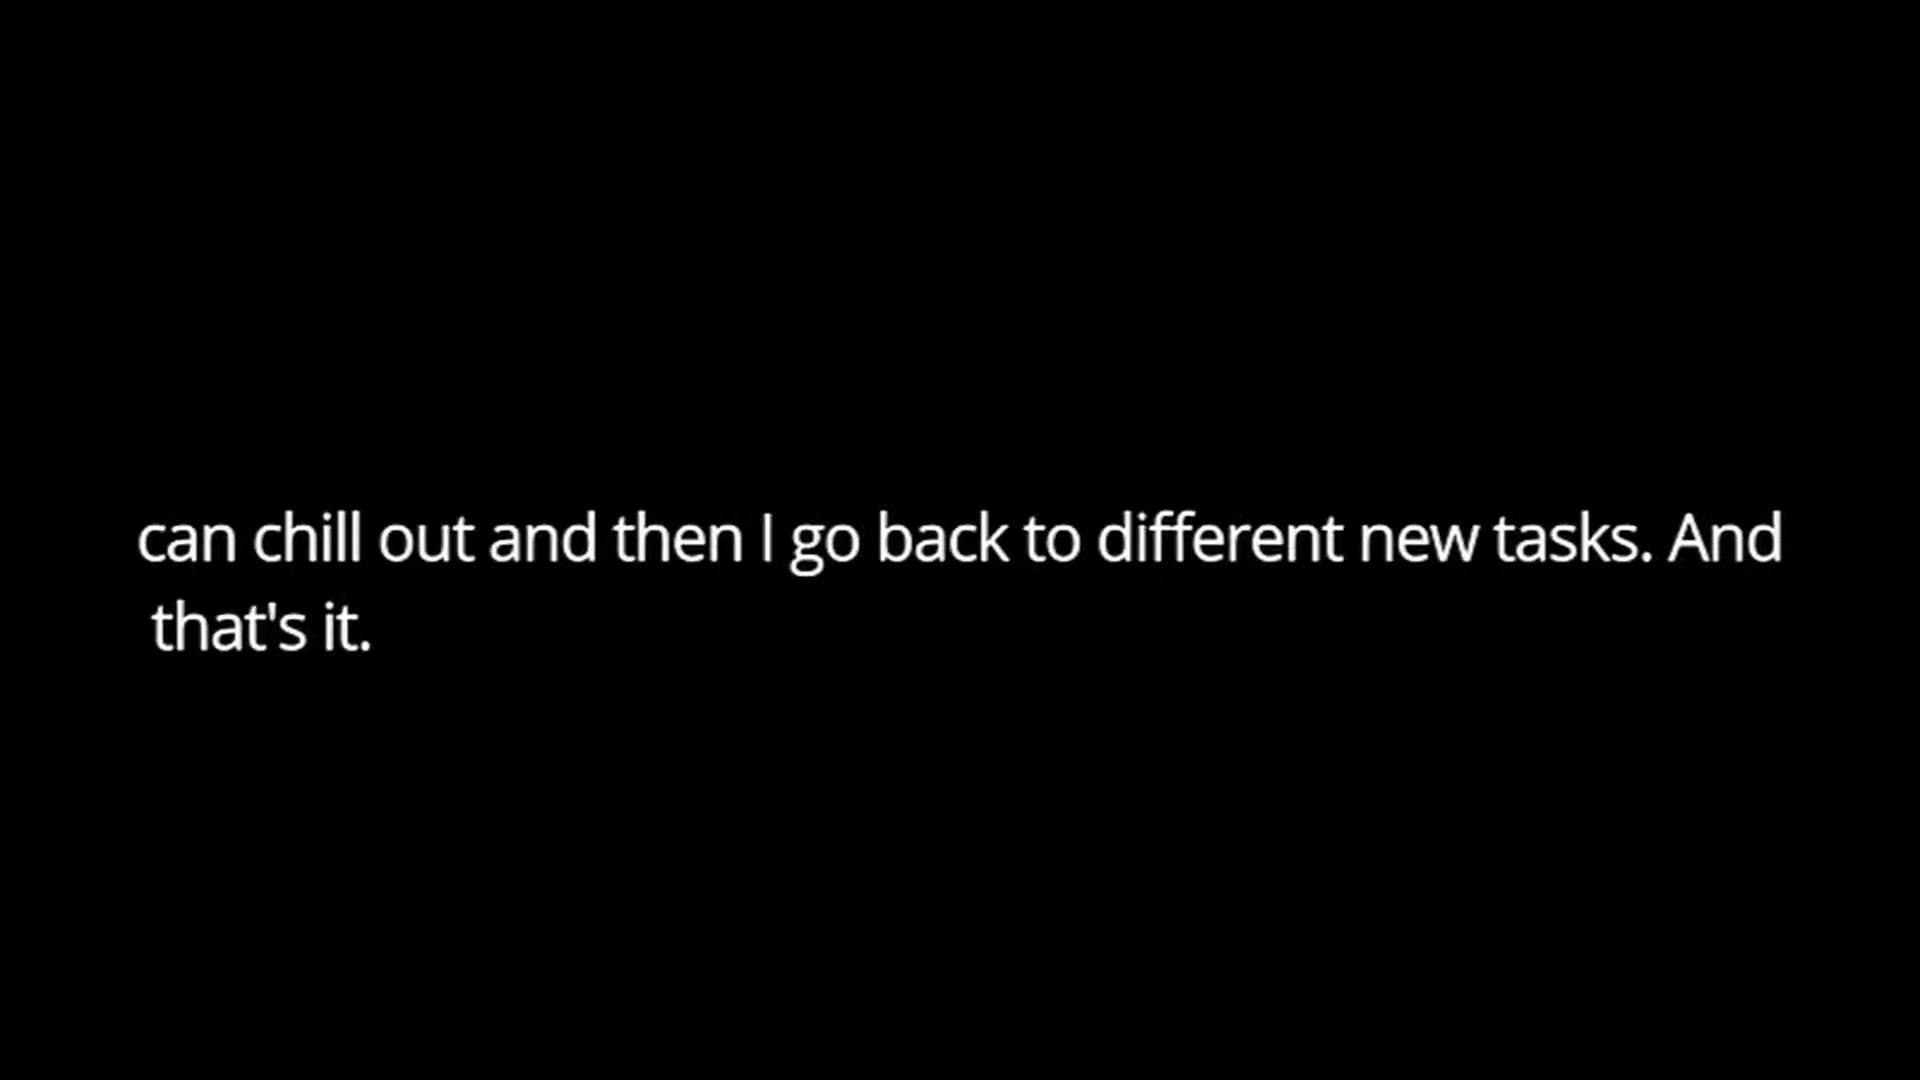 can chill out and then I go back to different new tasks. And
that's it.